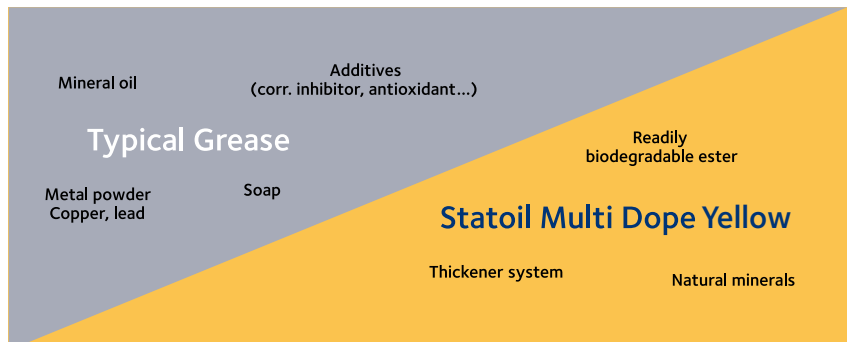 Mineral oil
Additives
(corr. inhibitor, antioxidant...)
Typical Grease
Metal powder
Copper, lead
Soap
Readily
biodegradable ester
Statoil Multi Dope Yellow
Thickener system
Natural minerals